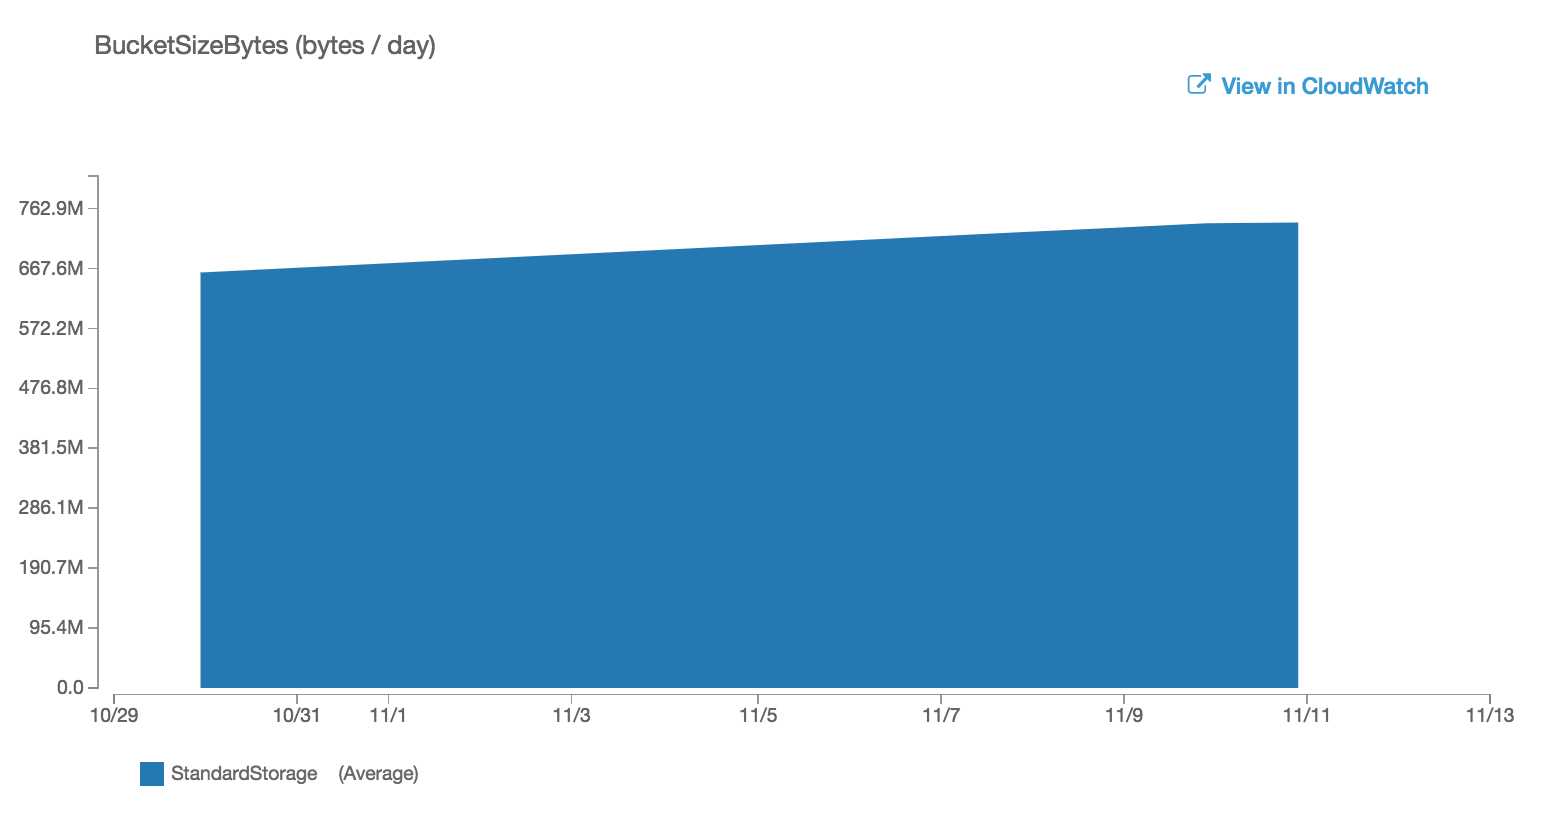 BucketSizeBytes (bytes / day)
View in CloudWatch
762.9M
667.6M
572.2M
476.8M
381.5M
286.1M
190.7M
95.4M
0.0
10/29 10/31 11/1 11/3 11/5 11/7 11/9 11/11 11/13
StandardStorage (Average)